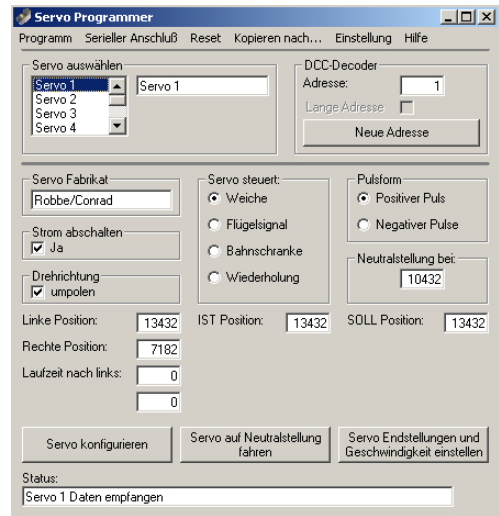 Servo Programmer
Programm Serieller Anschluß Reset Kopieren nach... Einstellung Hilfe
Servo auswählen
Servo 1
Servo 2
Servo 3
Servo 4
Servo 1
DCC-Decoder
Adresse: 1
Lange Adresse
Neue Adresse
Servo Fabrikat
Robbe/Conrad
Strom abschalten
Ja
Drehrichtung
umpolen
Servo steuert:
Weiche
Flügelsignal
Bahnschranke
Wiederholung
Pulsform
Positiver Puls
Negativer Pulse
Neutralstellung bei:
10432
Linke Position: 13432 IST Position: 13432 SOLL Position: 13432
Rechte Position: 7182
Laufzeit nach links: 0
0
Servo konfigurieren
Servo auf Neutralstellung
fahren
Servo Endstellungen und
Geschwindigkeit einstellen
Status:
Servo 1 Daten empfangen